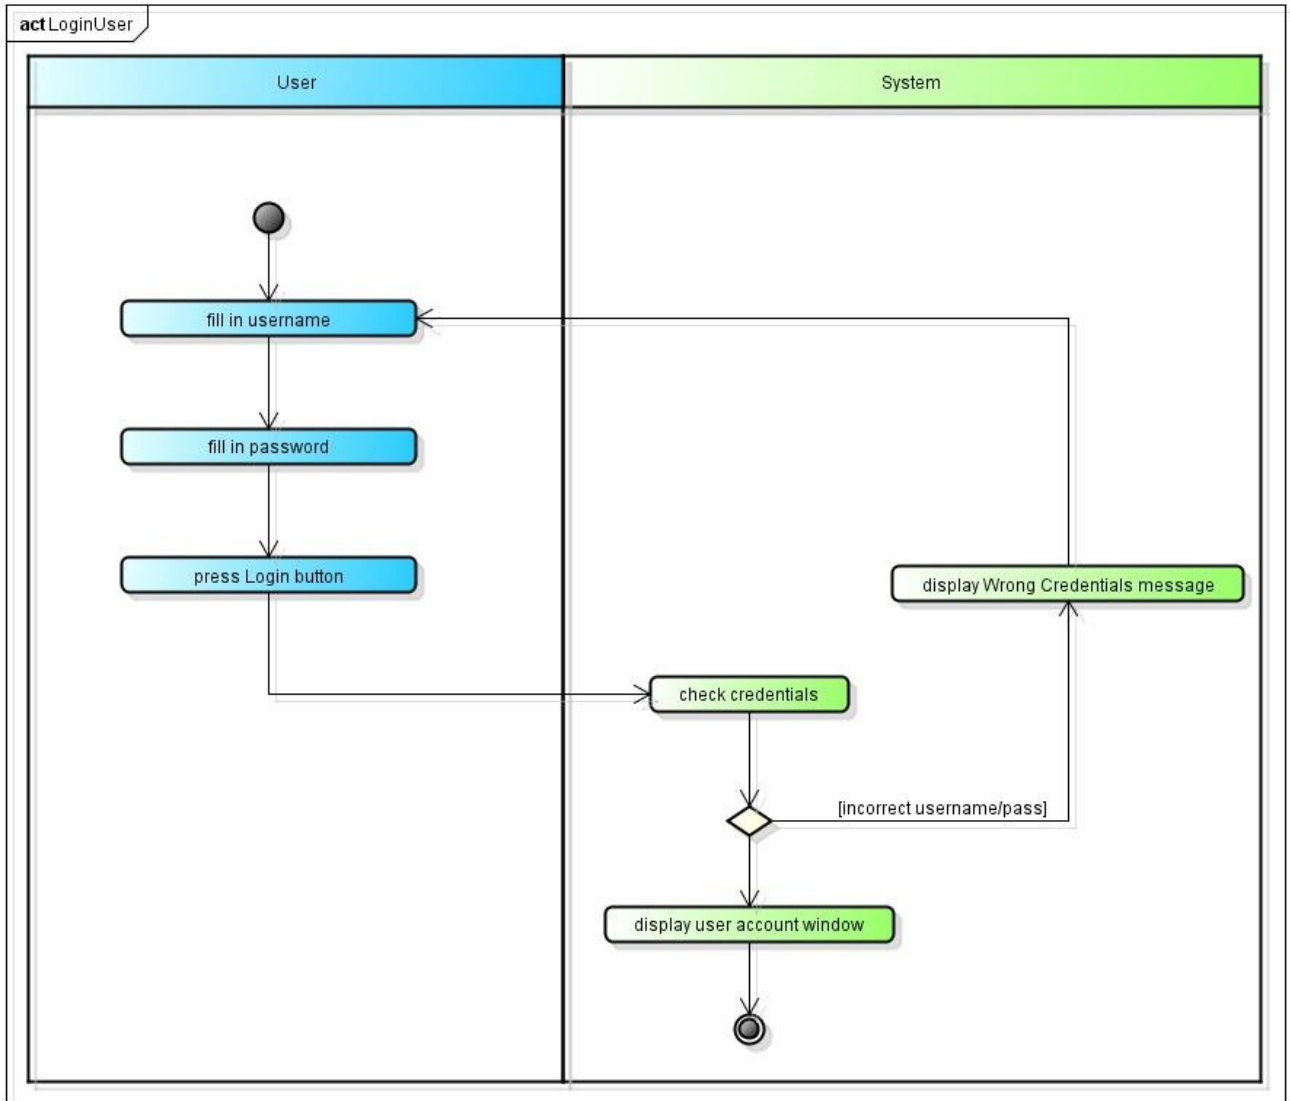 act LoginUser
User
System
fill in username
fill in password
press Login button
display Wrong Credentials message
check credentials
[incorrect username/pass]
display user account window